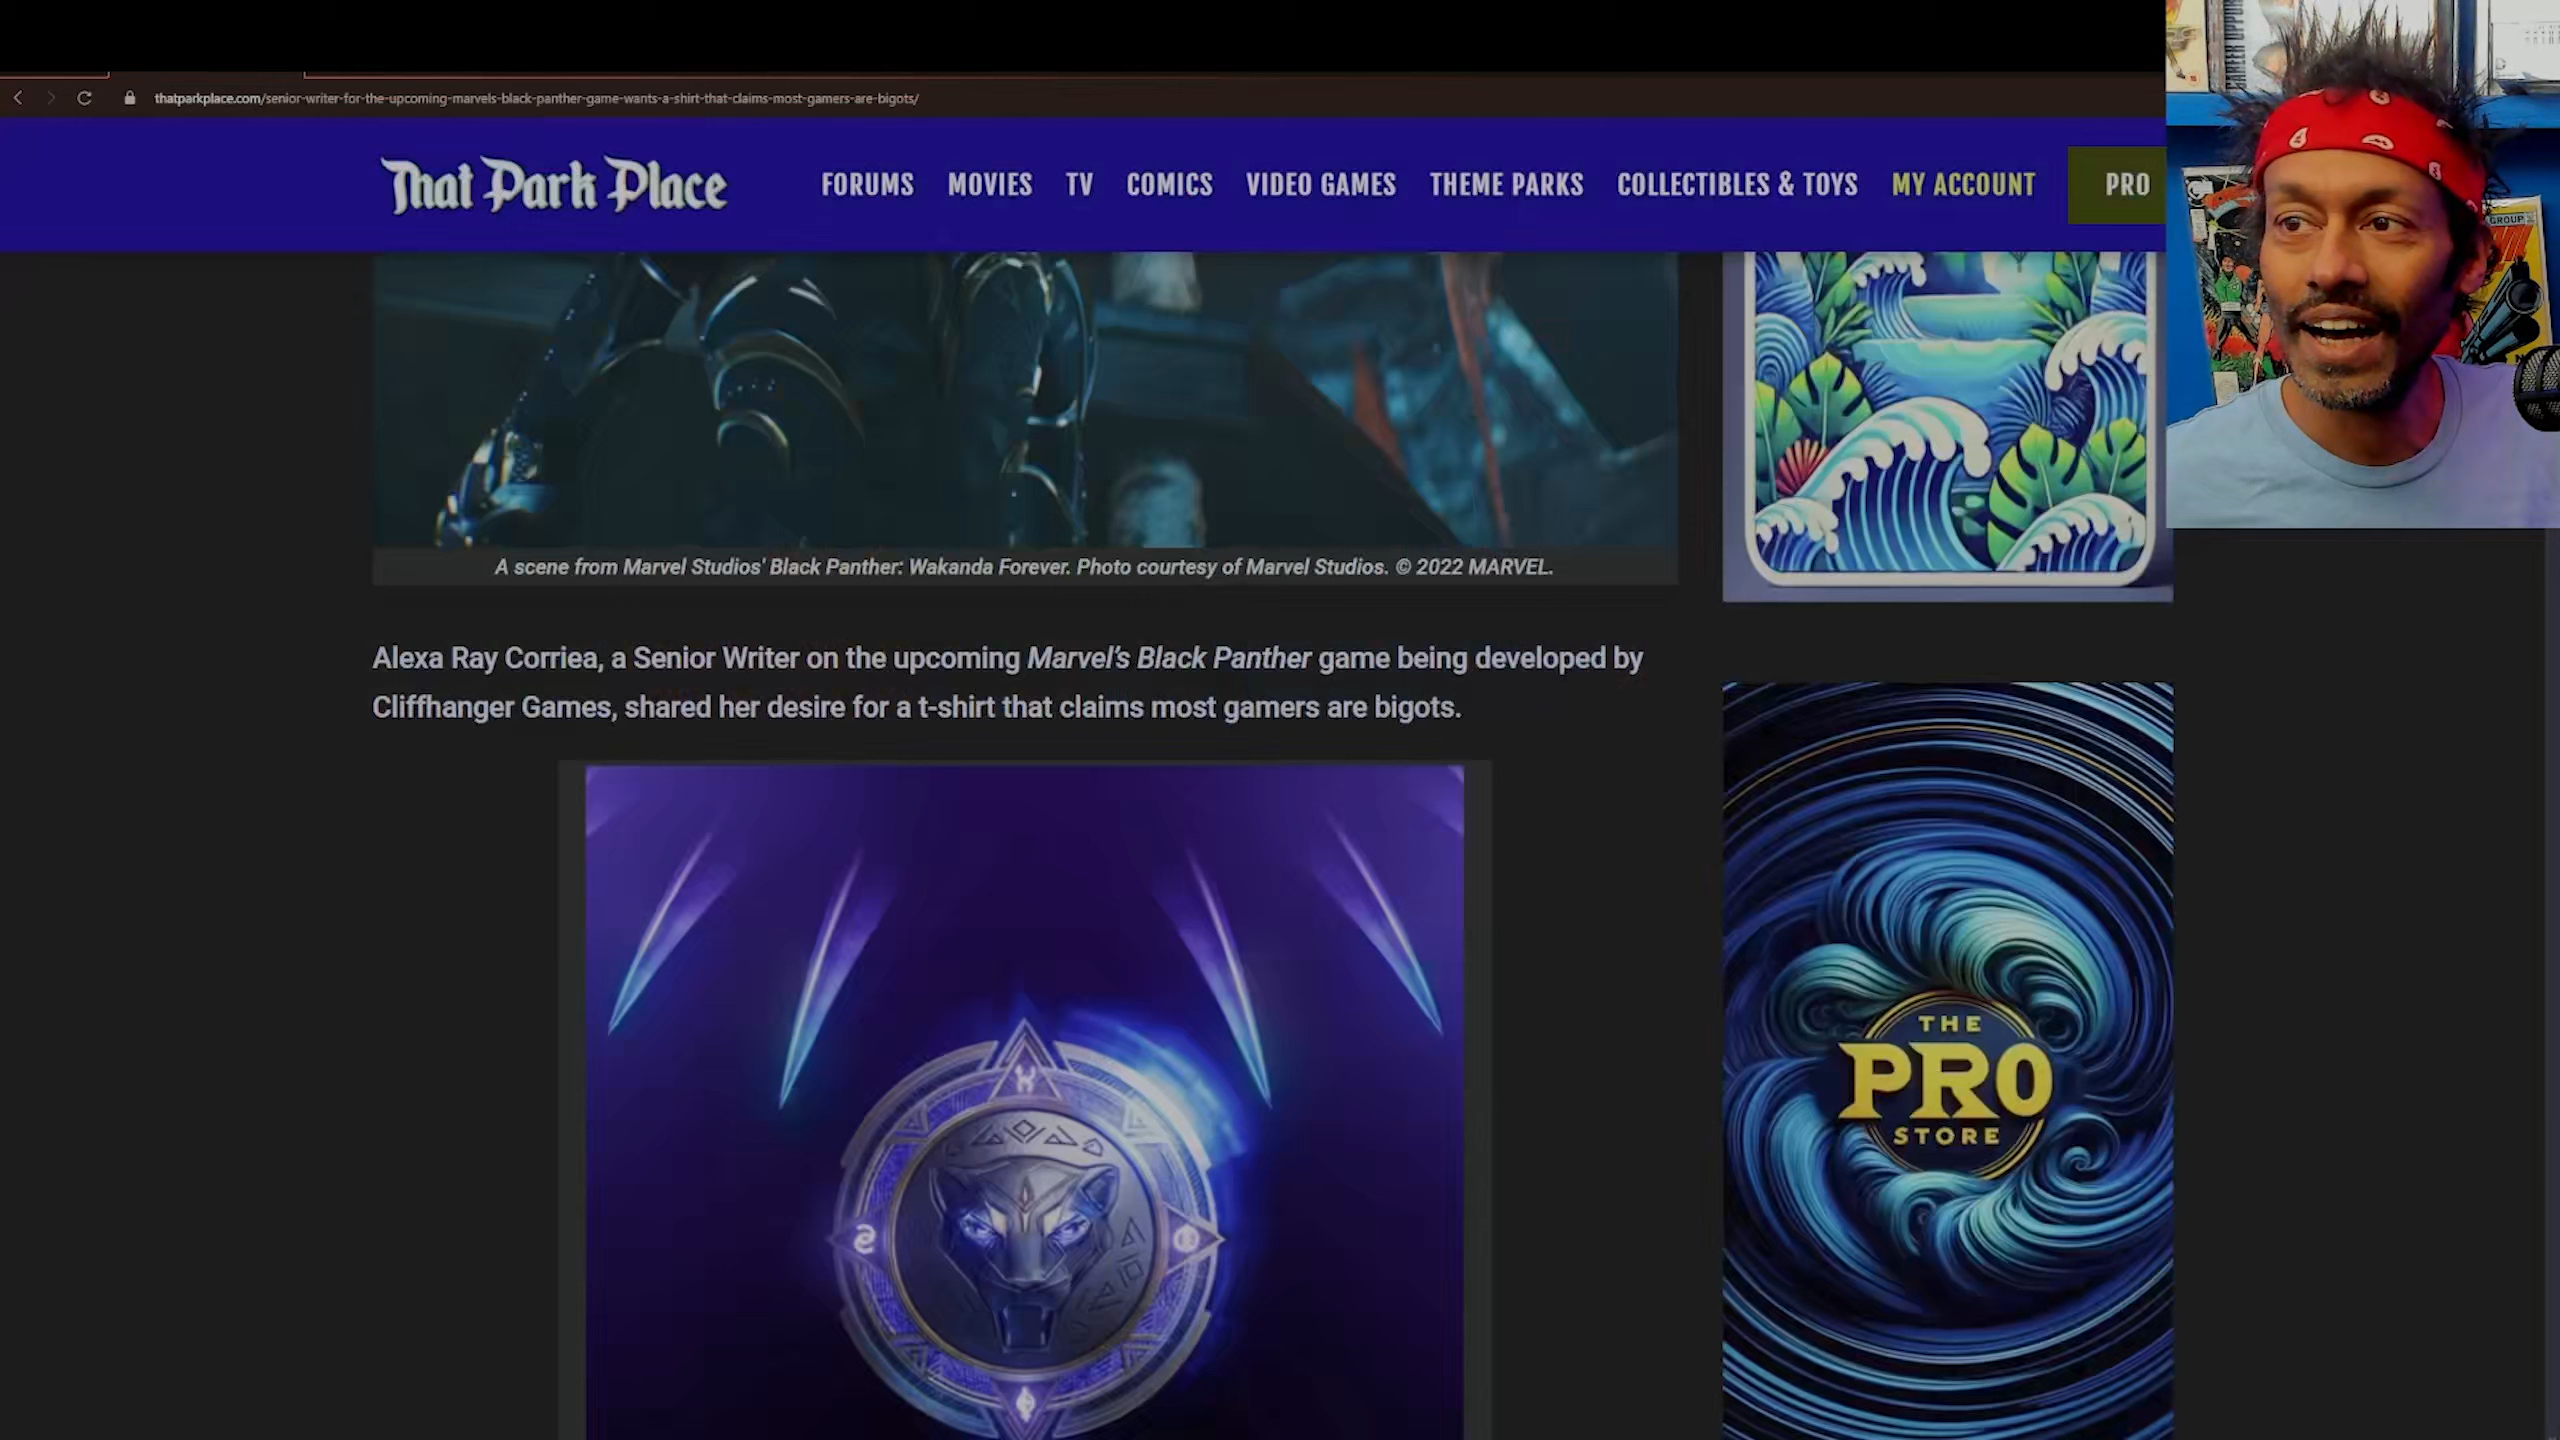 thatparkplace.com/senior-writer-for-the-upcoming-marvels-black-panther-game-wants-a-shirt-that-claims-most-gamers-are-bigots/
That Park Place
FORUMS MOVIES TV COMICS VIDEO GAMES THEME PARKS COLLECTIBLES & TOYS MY ACCOUNT PRO
GROUP
A scene from Marvel Studios' Black Panther: Wakanda Forever. Photo courtesy of Marvel Studios. © 2022 MARVEL.
Alexa Ray Corriea, a Senior Writer on the upcoming Marvel's Black Panther game being developed by
Cliffhanger Games, shared her desire for a t-shirt that claims most gamers are bigots.
THE
PRO
STORE